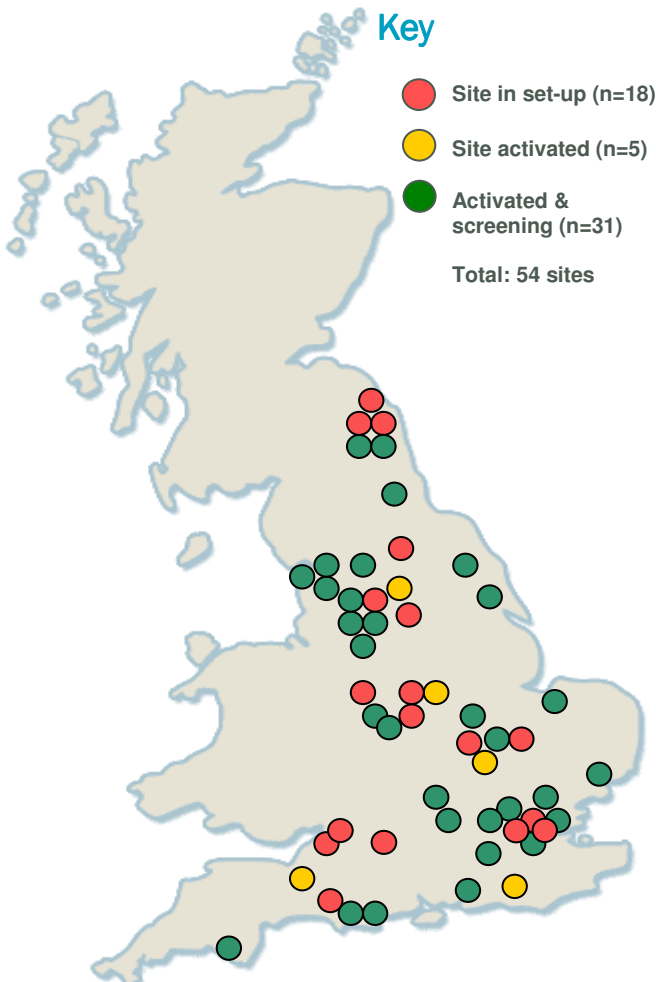 Key
Site in set-up (n=18)
Site activated (n=5)
Activated &
screening (n=31)
Total: 54 sites